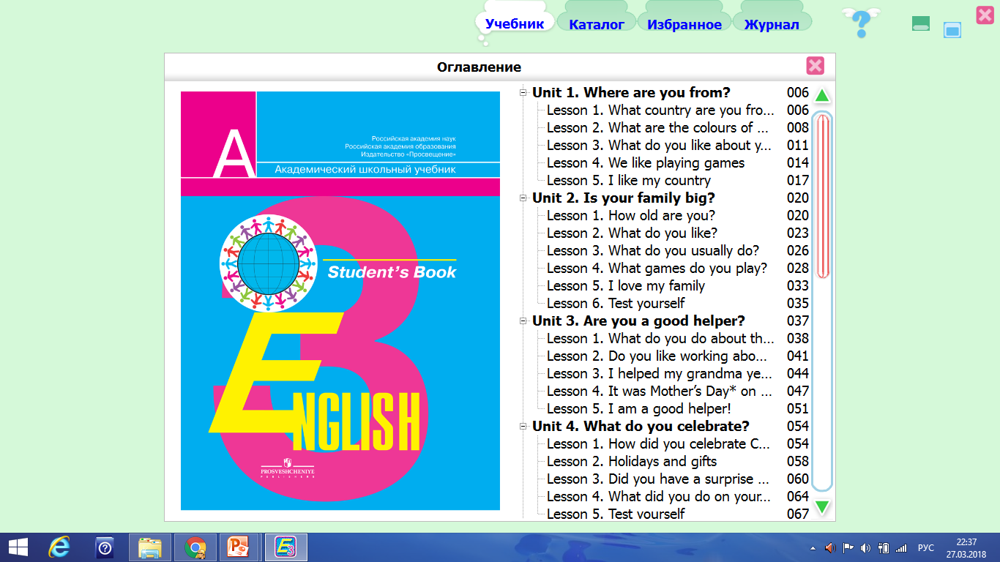 Учебник
Каталог
Избранное
Журнал
?
Оглавление
A
Российская академия наук
Российская академия образования
Издательство «Просвещение»
Академический школьный учебник
3
Student's Book
ENGLISH
PROSVESHCHENIYE
PUBLISHERS
Unit 1. Where are you from? 006
Lesson 1. What country are you fro... 006
Lesson 2. What are the colours of ... 008
Lesson 3. What do you like about y... 011
Lesson 4. We like playing games 014
Lesson 5. I like my country 017
Unit 2. Is your family big? 020
Lesson 1. How old are you? 020
Lesson 2. What do you like? 023
Lesson 3. What do you usually do? 026
Lesson 4. What games do you play? 028
Lesson 5. I love my family 033
Lesson 6. Test yourself 035
Unit 3. Are you a good helper? 037
Lesson 1. What do you do about th... 038
Lesson 2. Do you like working abo... 041
Lesson 3. I helped my grandma ye... 044
Lesson 4. It was Mother's Day* on ... 047
Lesson 5. I am a good helper! 051
Unit 4. What do you celebrate? 054
Lesson 1. How did you celebrate C... 054
Lesson 2. Holidays and gifts 058
Lesson 3. Did you have a surprise ... 060
Lesson 4. What did you do on your... 064
Lesson 5. Test yourself 067
РУС
22:37
27.03.2018